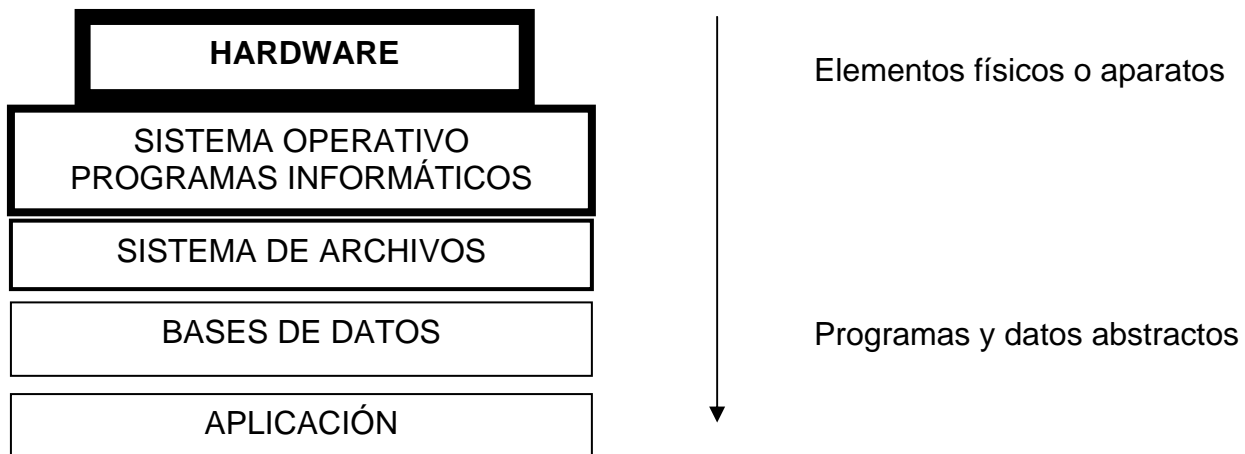 HARDWARE
Elementos físicos o aparatos
SISTEMA OPERATIVO
PROGRAMAS INFORMÁTICOS
SISTEMA DE ARCHIVOS
BASES DE DATOS
Programas y datos abstractos
APLICACIÓN